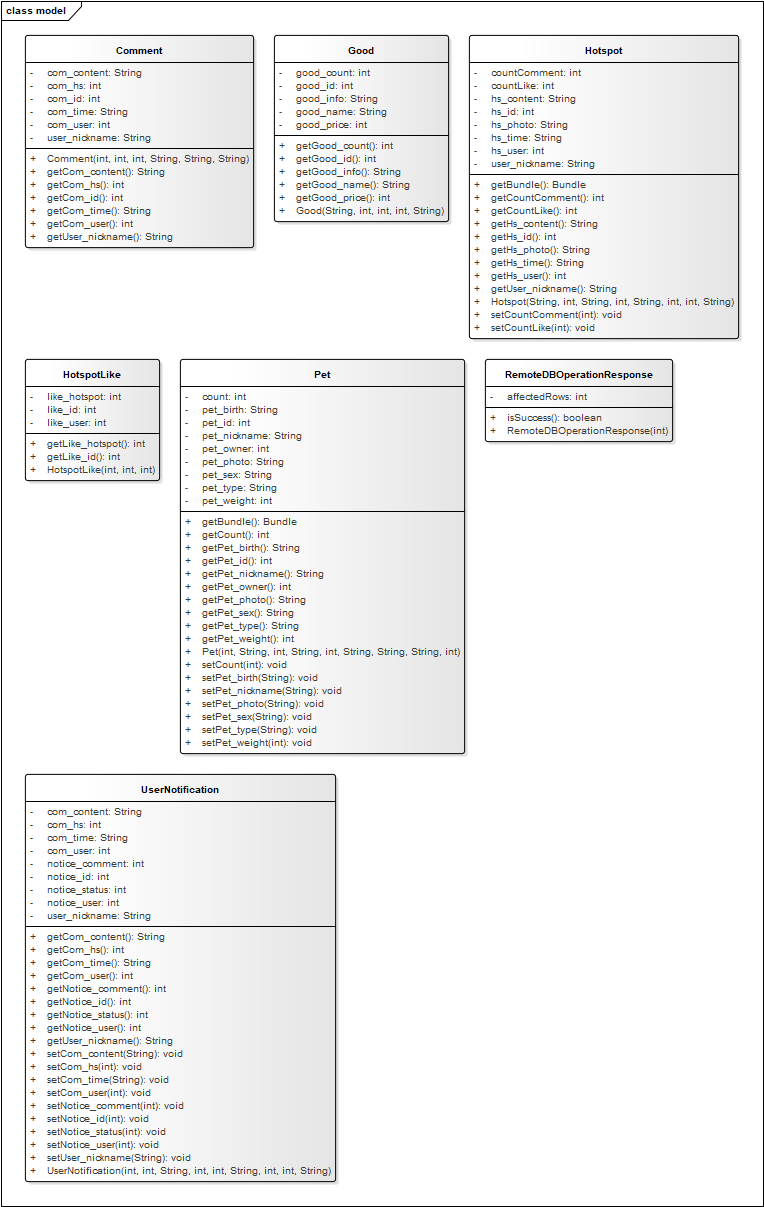 class model
Comment
- com_content: String
- com_hs: int
- com_id: int
- com_time: String
- com_user: int
- user_nickname: String
+ Comment(int, int, int, String, String, String)
+ getCom_content(): String
+ getCom_hs(): int
+ getCom_id(): int
+ getCom_time(): String
+ getCom_user(): int
+ getUser_nickname(): String
Good
- good_count: int
- good_id: int
- good_info: String
- good_name: String
- good_price: int
+ getGood_count(): int
+ getGood_id(): int
+ getGood_info(): String
+ getGood_name(): String
+ getGood_price(): int
+ Good(String, int, int, int, String)
Hotspot
- countComment: int
- countLike: int
- hs_content: String
- hs_id: int
- hs_photo: String
- hs_time: String
- hs_user: int
- user_nickname: String
+ getBundle(): Bundle
+ getCountComment(): int
+ getCountLike(): int
+ getHs_content(): String
+ getHs_id(): int
+ getHs_photo(): String
+ getHs_time(): String
+ getHs_user(): int
+ getUser_nickname(): String
+ Hotspot(String, int, String, int, String, int, int, String)
+ setCountComment(int): void
+ setCountLike(int): void
HotspotLike
- like_hotspot: int
- like_id: int
- like_user: int
+ getLike_hotspot(): int
+ getLike_id(): int
+ HotspotLike(int, int, int)
Pet
- count: int
- pet_birth: String
- pet_id: int
- pet_nickname: String
- pet_owner: int
- pet_photo: String
- pet_sex: String
- pet_type: String
- pet_weight: int
+ getBundle(): Bundle
+ getCount(): int
+ getPet_birth(): String
+ getPet_id(): int
+ getPet_nickname(): String
+ getPet_owner(): int
+ getPet_photo(): String
+ getPet_sex(): String
+ getPet_type(): String
+ getPet_weight(): int
+ Pet(int, String, int, String, int, String, String, String, int)
+ setCount(int): void
+ setPet_birth(String): void
+ setPet_nickname(String): void
+ setPet_photo(String): void
+ setPet_sex(String): void
+ setPet_type(String): void
+ setPet_weight(int): void
RemoteDBOperationResponse
- affectedRows: int
+ isSuccess(): boolean
+ RemoteDBOperationResponse(int)
UserNotification
- com_content: String
- com_hs: int
- com_time: String
- com_user: int
- notice_comment: int
- notice_id: int
- notice_status: int
- notice_user: int
- user_nickname: String
+ getCom_content(): String
+ getCom_hs(): int
+ getCom_time(): String
+ getCom_user(): int
+ getNotice_comment(): int
+ getNotice_id(): int
+ getNotice_status(): int
+ getNotice_user(): int
+ getUser_nickname(): String
+ setCom_content(String): void
+ setCom_hs(int): void
+ setCom_time(String): void
+ setCom_user(int): void
+ setNotice_comment(int): void
+ setNotice_id(int): void
+ setNotice_status(int): void
+ setNotice_user(int): void
+ setUser_nickname(String): void
+ UserNotification(int, int, String, int, int, String, int, int, String)